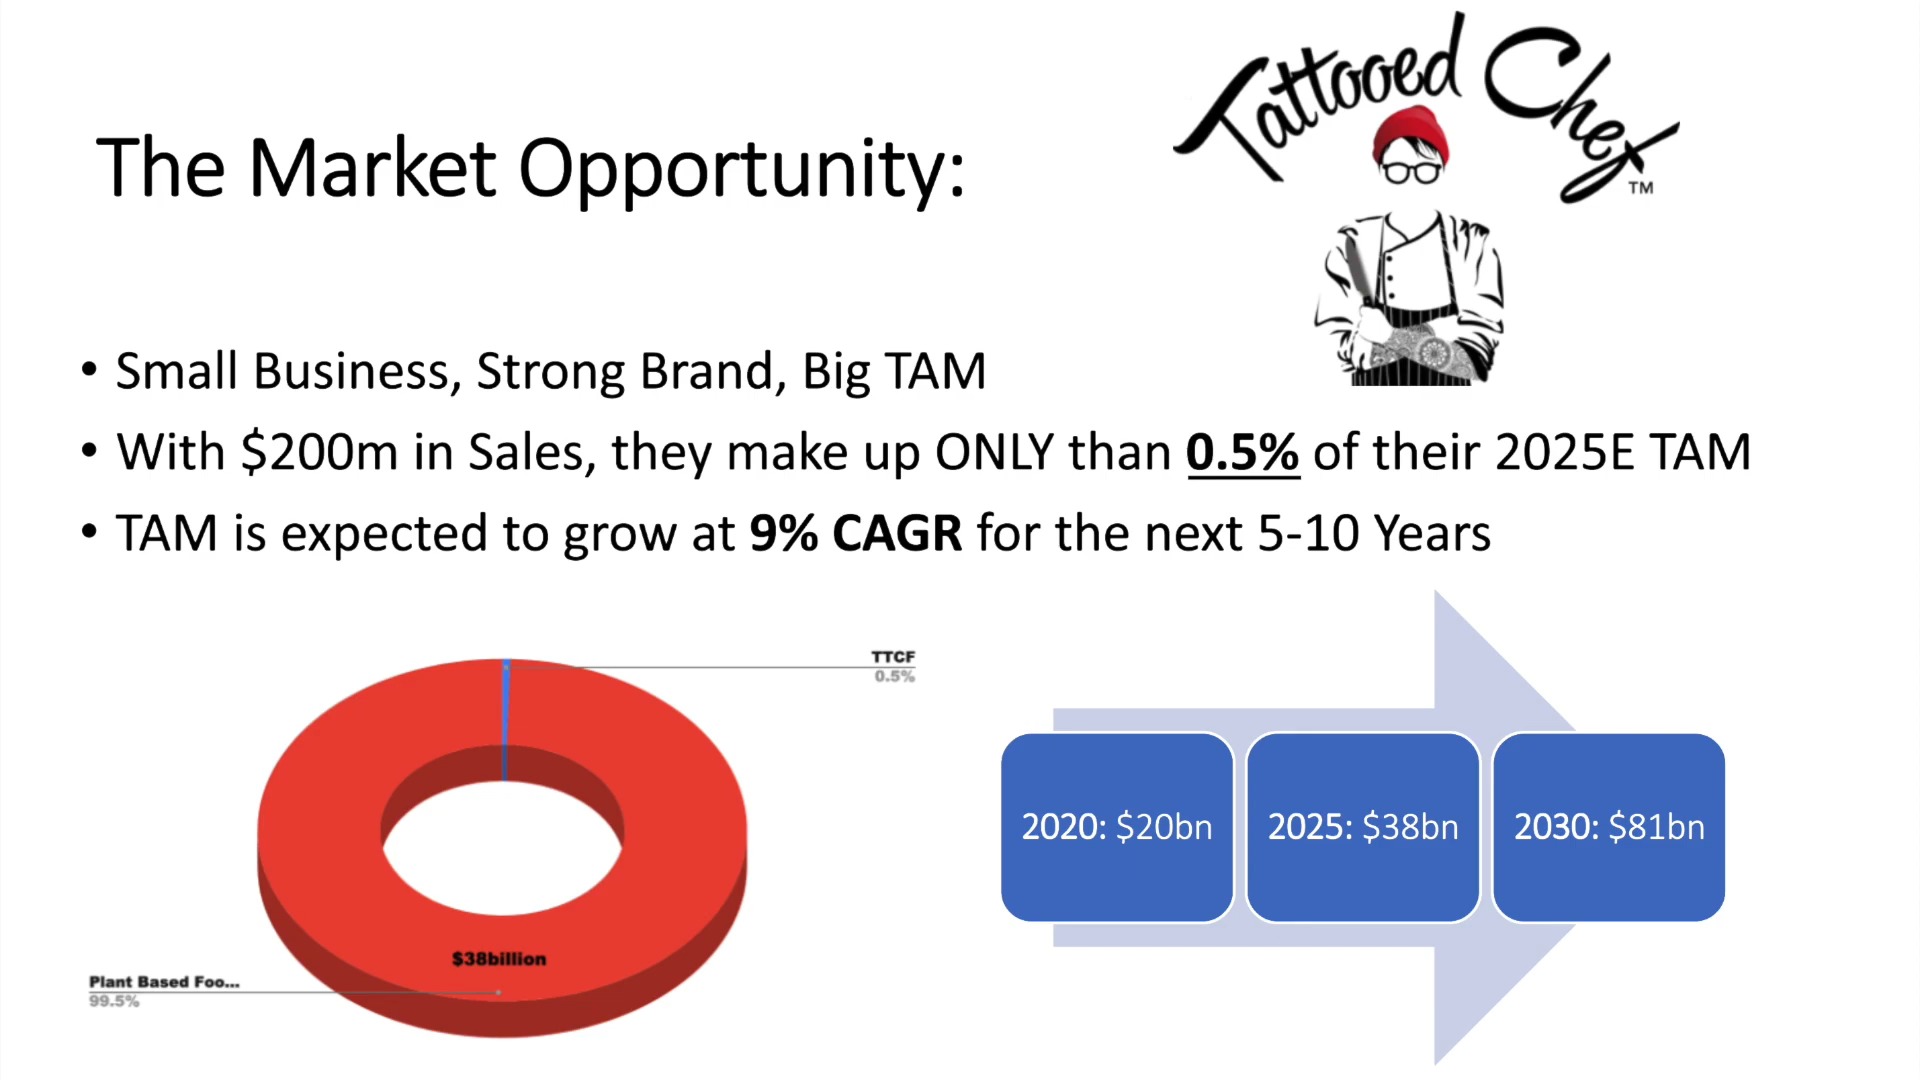 Tattooed Chef
TM
The Market Opportunity:
• Small Business, Strong Brand, Big TAM
• With $200m in Sales, they make up ONLY than 0.5% of their 2025E TAM
• TAM is expected to grow at 9% CAGR for the next 5-10 Years
TTCF
0.5%
$38billion
Plant Based Foo...
99.5%
2020: $20bn
2025: $38bn
2030: $81bn